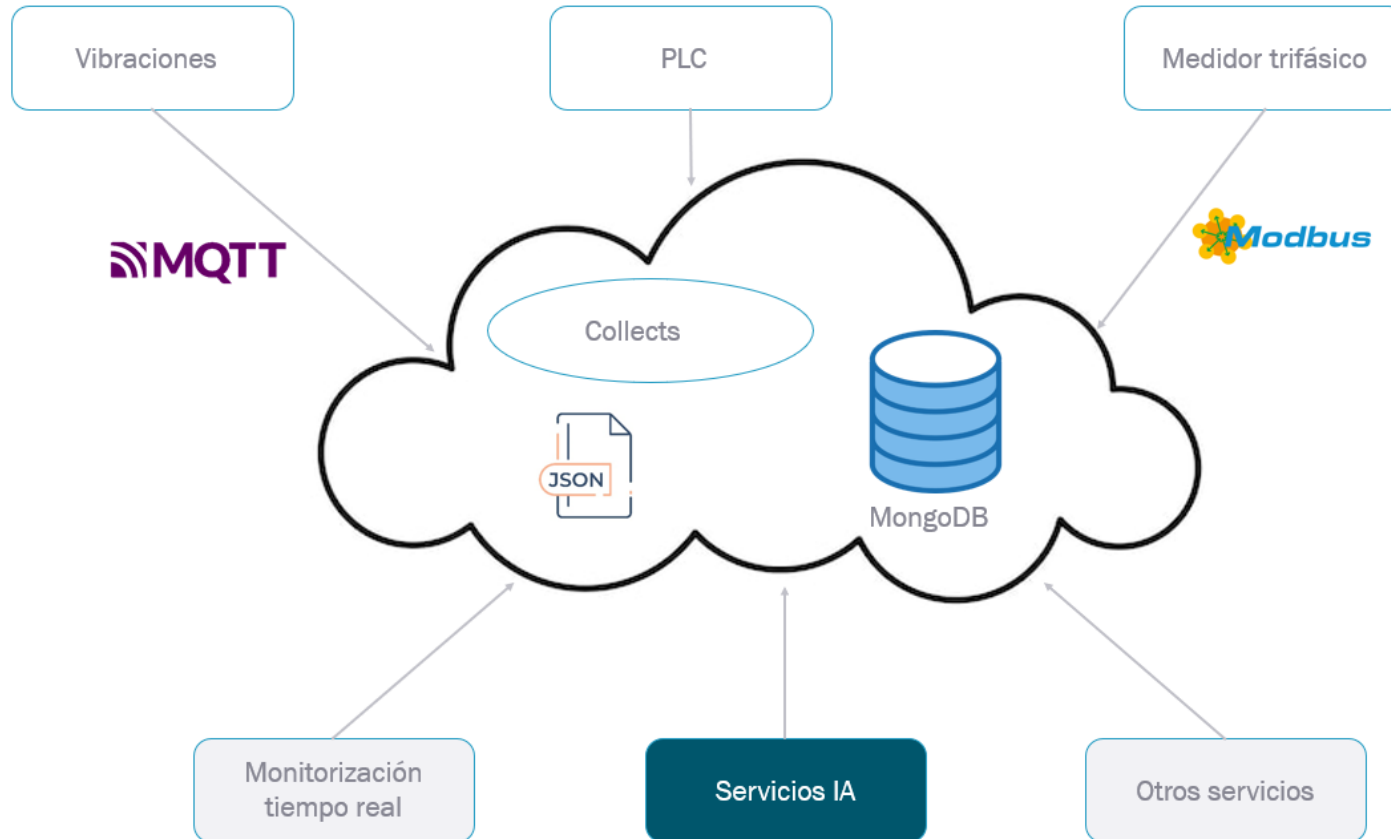 Vibraciones
PLC
Medidor trifásico
MQTT
Modbus
Collects
JSON
MongoDB
Monitorización
tiempo real
Servicios IA
Otros servicios